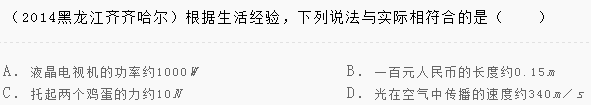 （2014黑龙江齐齐哈尔）根据生活经验，下列说法与实际相符合的是（　　）
A. 液晶电视机的功率约1000W　　B. 一百元人民币的长度约0.15m
C. 托起两个鸡蛋的力约10N　　D. 光在空气中传播的速度约340m／s